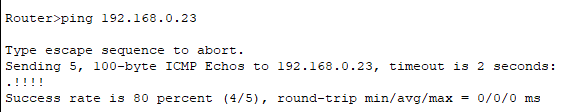 Router>ping 192.168.0.23
Type escape sequence to abort.
Sending 5, 100-byte ICMP Echos to 192.168.0.23, timeout is 2 seconds:
.!!!!
Success rate is 80 percent (4/5), round-trip min/avg/max = 0/0/0 ms